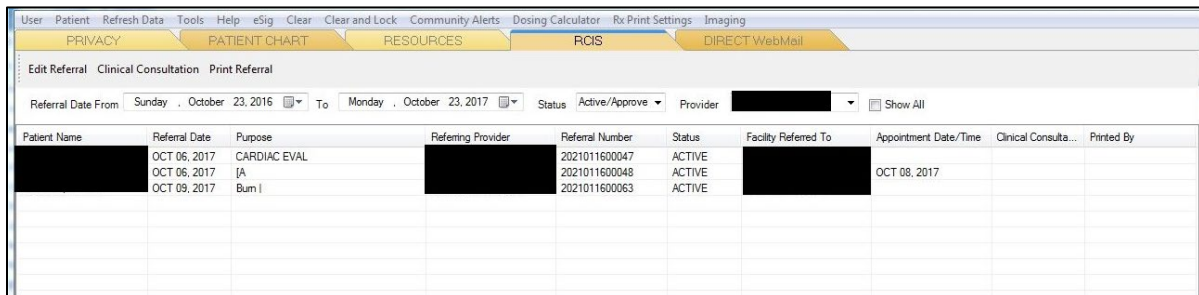 User Patient Refresh Data Tools Help eSig Clear Clear and Lock Community Alerts Dosing Calculator Rx Print Settings Imaging
PRIVACY PATIENT CHART RESOURCES RCIS DIRECT WebMail
Edit Referral Clinical Consultation Print Referral
Referral Date From Sunday , October 23, 2016 To Monday , October 23, 2017 Status Active/Approve Provider Show All
Patient Name Referral Date Purpose Referring Provider Referral Number Status Facility Referred To Appointment Date/Time Clinical Consulta... Printed By
OCT 06, 2017 CARDIAC EVAL 2021011600047 ACTIVE
OCT 06, 2017 [A 2021011600048 ACTIVE OCT 08, 2017
OCT 09, 2017 Burn | 2021011600063 ACTIVE